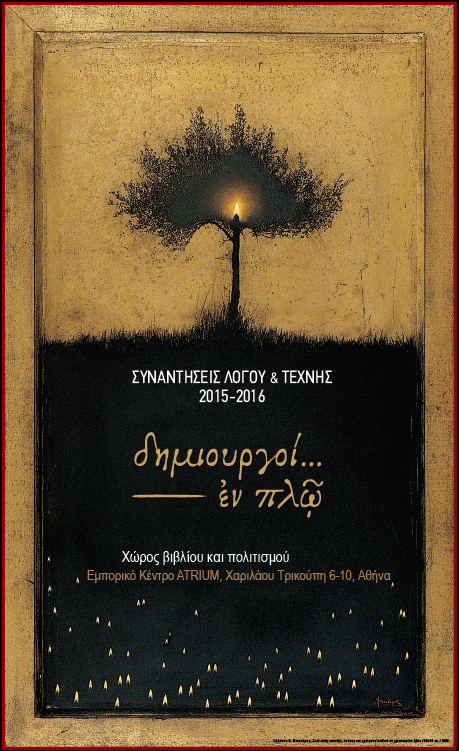 ΣΥΝΑΝΤΗΣΕΙΣ ΛΟΓΟΥ & ΤΕΧΝΗΣ
2015-2016
δημιουργοί...
ἐν πλῷ
Χώρος βιβλίου και πολιτισμού
Εμπορικό Κέντρο ATRIUM, Χαριλάου Τρικούπη 6-10, Αθήνα